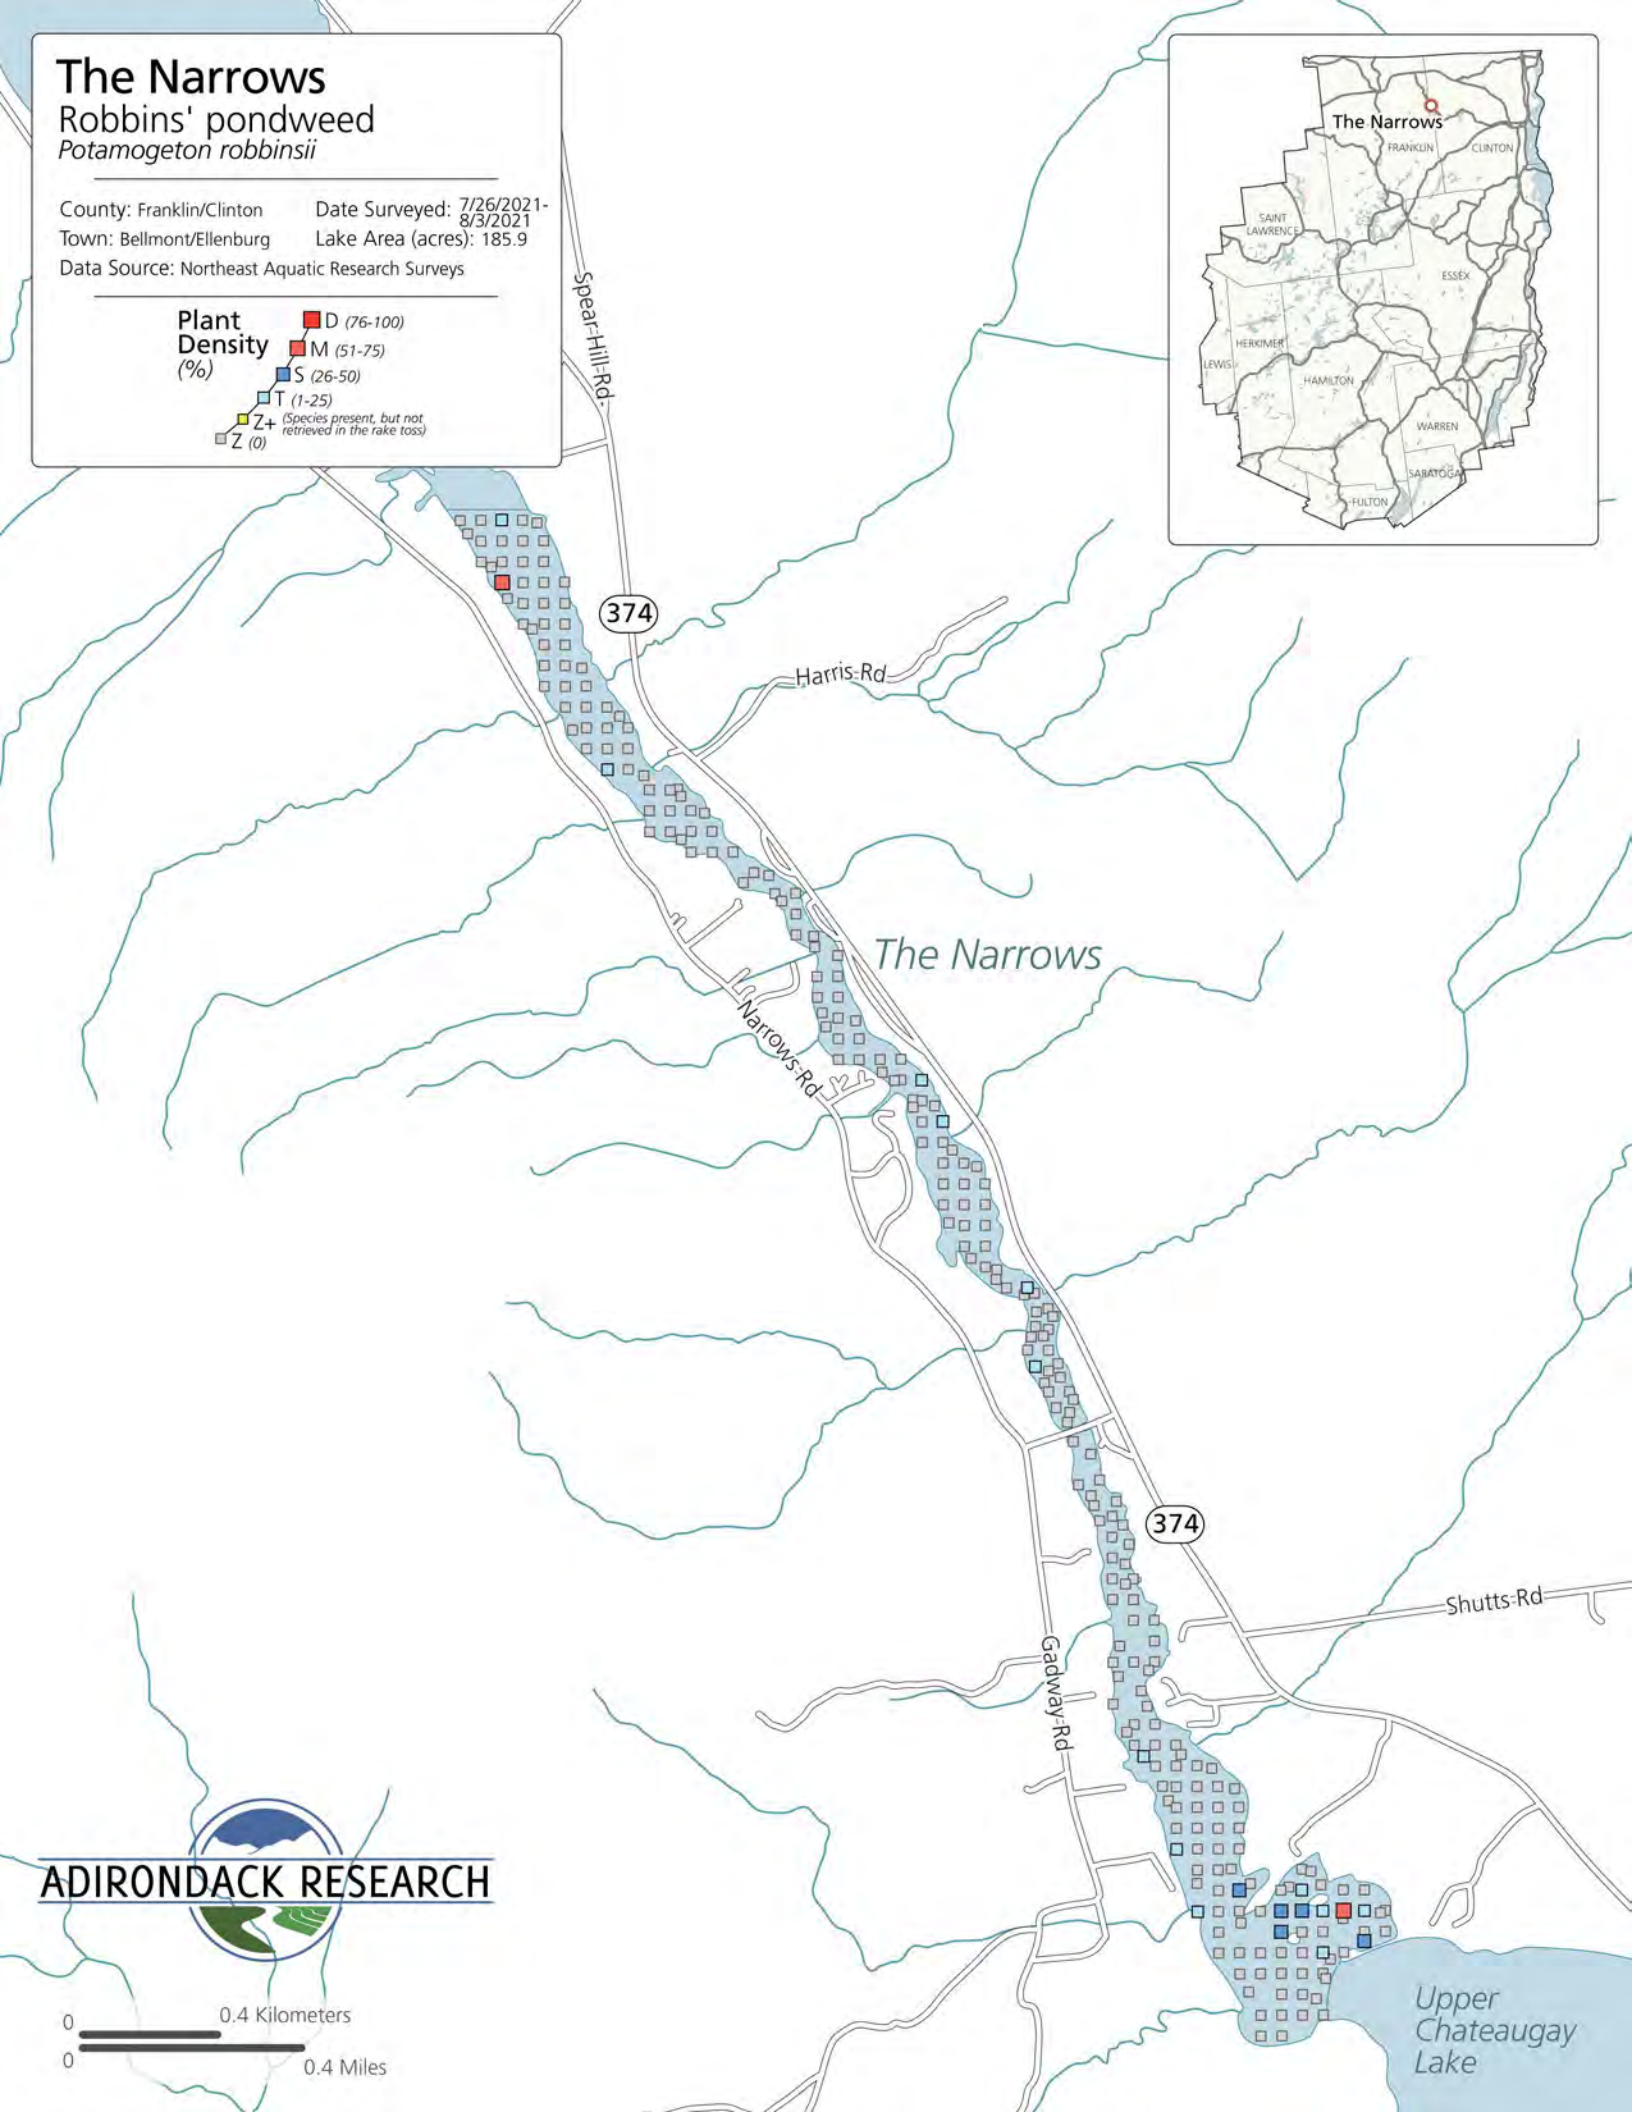 The Narrows
Robbins' pondweed
Potamogeton robbinsii
County: Franklin/Clinton
Date Surveyed: 7/26/2021-
8/3/2021
Town: Bellmont/Ellenburg
Lake Area (acres): 185.9
Data Source: Northeast Aquatic Research Surveys
Plant
Density
(%)
D (76-100)
M (51-75)
S (26-50)
T (1-25)
Z+ (Species present, but not
retrieved in the rake toss)
Z (0)
The Narrows
FRANKLIN
CLINTON
SAINT
LAWRENCE
ESSEX
HERKIMER
LEWIS
HAMILTON
WARREN
SARATOGA
FULTON
Spear-Hill-Rd
374
Harris-Rd
The Narrows
Narrows-Rd
374
Shutts-Rd
Gadway-Rd
ADIRONDACK RESEARCH
0
0.4 Kilometers
0
0.4 Miles
Upper
Chateaugay
Lake